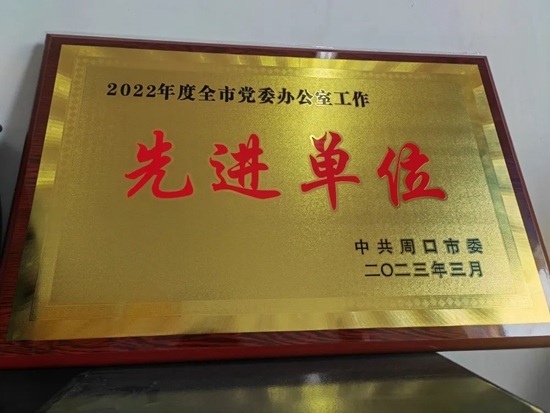 2022年度全市党委办公室工作
先进单位
中共周口市委
二〇二三年三月